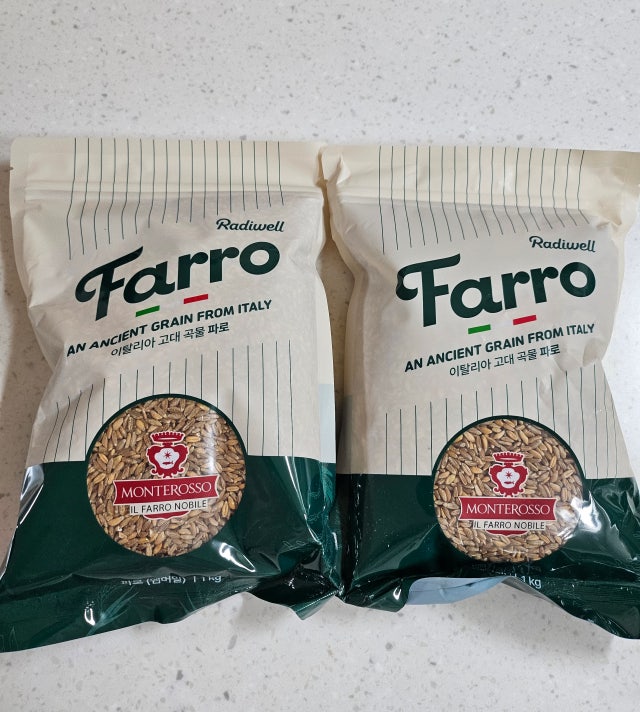 Radiwell
Farro
AN ANCIENT GRAIN FROM ITALY
이탈리아 고대 곡물 파로
MONTEROSSO
IL FARRO NOBILE
1kg
Radiwell
Farro
AN ANCIENT GRAIN FROM ITALY
이탈리아 고대 곡물 파로
MONTEROSSO
IL FARRO NOBILE
1kg